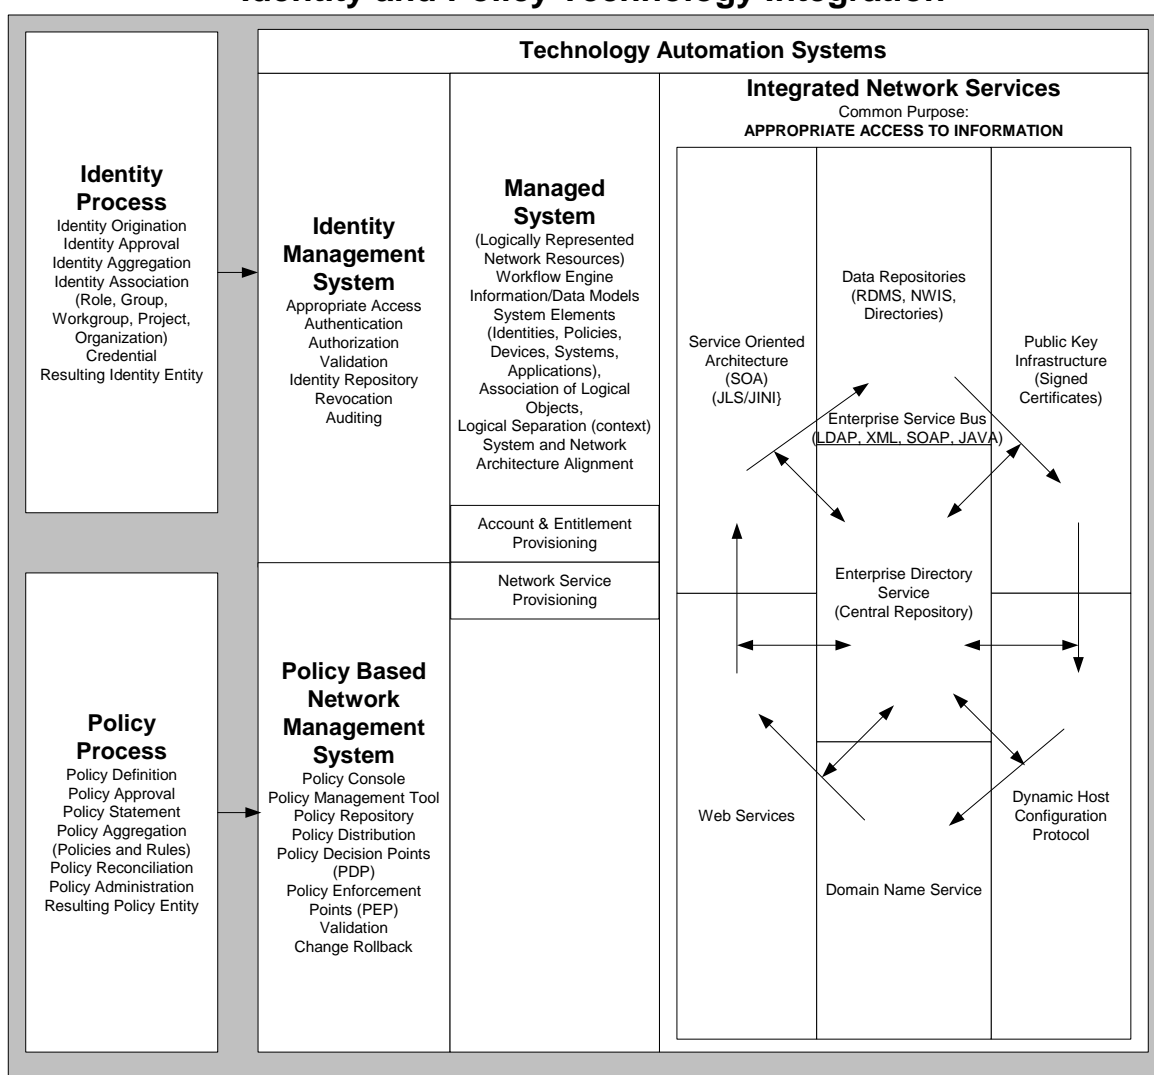 Identity and Policy Technology Integration
Technology Automation Systems
Identity
Process
Identity Origination
Identity Approval
Identity Aggregation
Identity Association
(Role, Group,
Workgroup, Project,
Organization)
Credential
Resulting Identity Entity
Policy
Process
Policy Definition
Policy Approval
Policy Statement
Policy Aggregation
(Policies and Rules)
Policy Reconciliation
Policy Administration
Resulting Policy Entity
Identity
Management
System
Appropriate Access
Authentication
Authorization
Validation
Identity Repository
Revocation
Auditing
Policy Based
Network
Management
System
Policy Console
Policy Management Tool
Policy Repository
Policy Distribution
Policy Decision Points
(PDP)
Policy Enforcement
Points (PEP)
Validation
Change Rollback
Managed
System
(Logically Represented
Network Resources)
Workflow Engine
Information/Data Models
System Elements
(Identities, Policies,
Devices, Systems,
Applications),
Association of Logical
Objects,
Logical Separation (context)
System and Network
Architecture Alignment
Account & Entitlement
Provisioning
Network Service
Provisioning
Integrated Network Services
Common Purpose:
APPROPRIATE ACCESS TO INFORMATION
Service Oriented
Architecture
(SOA)
(JLS/JINI}
Data Repositories
(RDMS, NWIS,
Directories)
Public Key
Infrastructure
(Signed
Certificates)
Enterprise Service Bus
(LDAP, XML, SOAP, JAVA)
Enterprise Directory
Service
(Central Repository)
Web Services
Domain Name Service
Dynamic Host
Configuration
Protocol